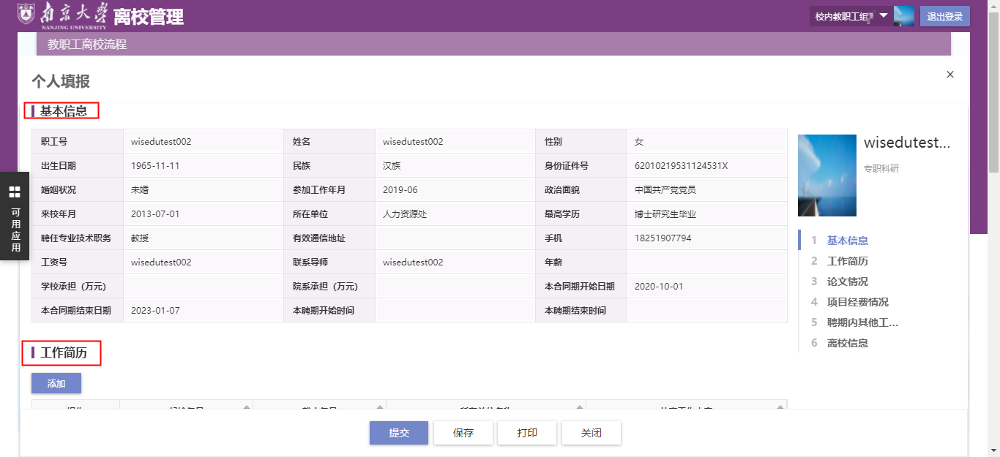 南京大学 离校管理
NANJING UNIVERSITY
校内教职工组 退出登录
教职工离校流程
个人填报
基本信息
职工号 wisedutest002 姓名 wisedutest002 性别 女
出生日期 1965-11-11 民族 汉族 身份证件号 62010219531124531X
婚姻状况 未婚 参加工作年月 2019-06 政治面貌 中国共产党党员
来校年月 2013-07-01 所在单位 人力资源处 最高学历 博士研究生毕业
聘任专业技术职务 教授 有效通信地址 手机 18251907794
工资号 wisedutest002 联系导师 wisedutest002 年薪
学校承担（万元） 院系承担（万元） 本合同期开始日期 2020-10-01
本合同期结束日期 2023-01-07 本聘期开始时间 本聘期结束时间
wisedutest...
专职科研
1 基本信息
2 工作简历
3 论文情况
4 项目经费情况
5 聘期内其他工...
6 离校信息
可用应用
工作简历
添加
提交 保存 打印 关闭